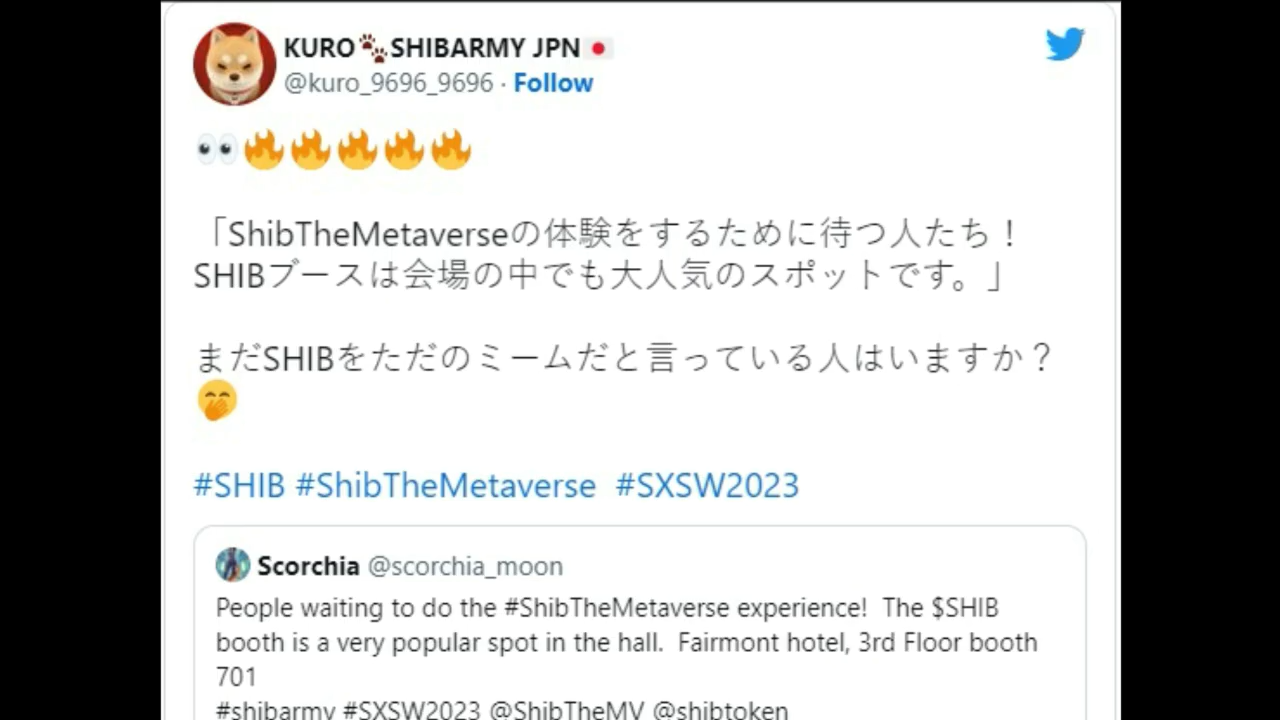 KURO🐾SHIBARMY JPN🇯🇵
@kuro_9696_9696 · Follow
👀🔥🔥🔥🔥🔥
「ShibTheMetaverseの体験をするために待つ人たち！
SHIBブースは会場の中でも大人気のスポットです。」
まだSHIBをただのミームだと言っている人はいますか？
🤭
#SHIB #ShibTheMetaverse #SXSW2023
Scorchia @scorchia_moon
People waiting to do the #ShibTheMetaverse experience! The $SHIB
booth is a very popular spot in the hall. Fairmont hotel, 3rd Floor booth
701
#shibarmy #SXSW2023 @ShibTheMV @shibtoken